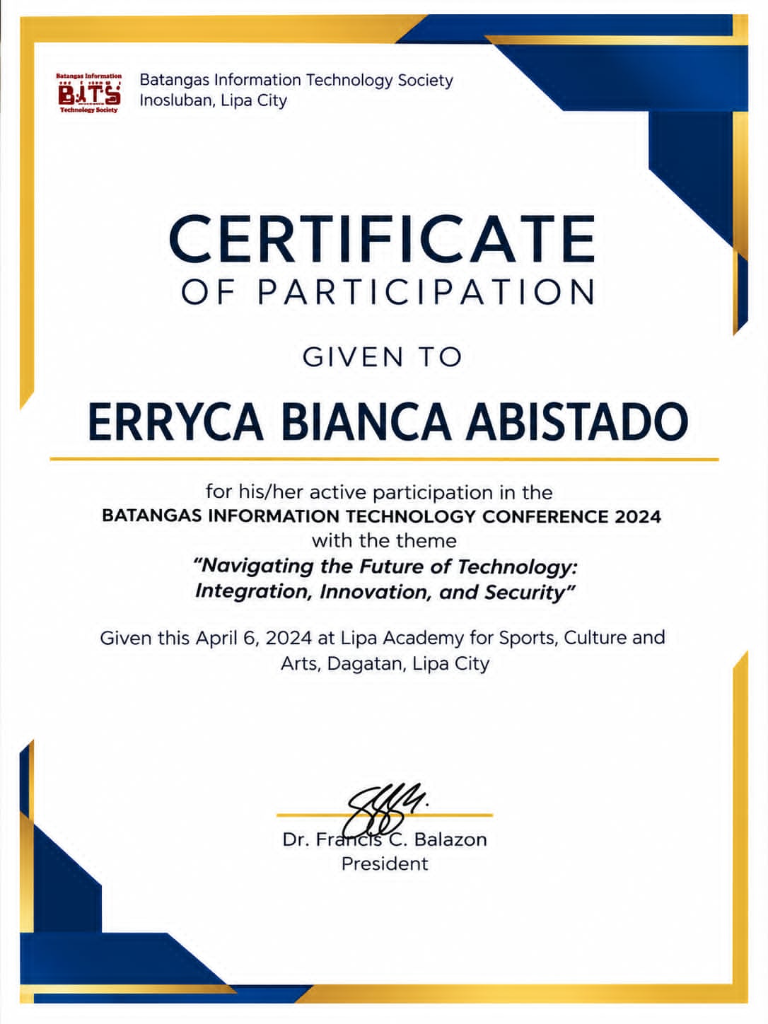 Batangas Information
BITS
Technology Society
Batangas Information Technology Society
Inosluban, Lipa City
CERTIFICATE
OF PARTICIPATION
GIVEN TO
ERRYCA BIANCA ABISTADO
for his/her active participation in the
BATANGAS INFORMATION TECHNOLOGY CONFERENCE 2024
with the theme
“Navigating the Future of Technology:
Integration, Innovation, and Security”
Given this April 6, 2024 at Lipa Academy for Sports, Culture and
Arts, Dagatan, Lipa City
Dr. Francis C. Balazon
President